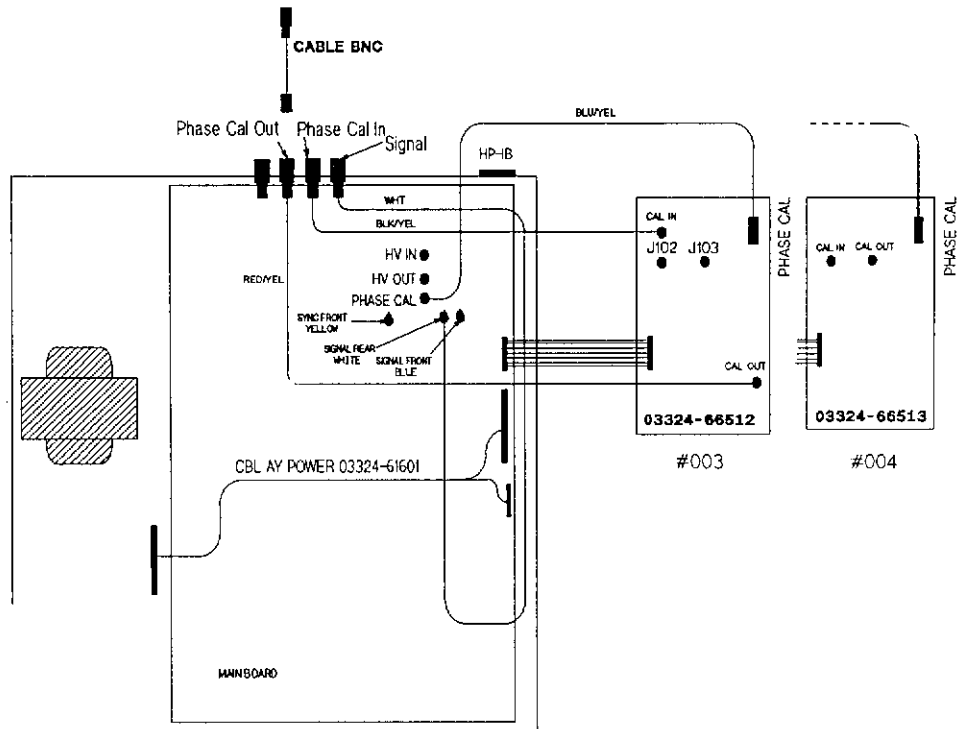 CABLE BNC
BLU/YEL
Phase Cal Out
Phase Cal In
Signal
HP-IB
WHT
BLK/YEL
CAL IN
J102
J103
PHASE CAL
CAL IN
CAL OUT
PHASE CAL
HV IN
HV OUT
RED/YEL
PHASE CAL
SYNC FRONT
YELLOW
SIGNAL REAR
WHITE
SIGNAL FRONT
BLUE
CAL OUT
03324-66512
03324-66513
#003
#004
CBL AY POWER 03324-61601
MAIN BOARD